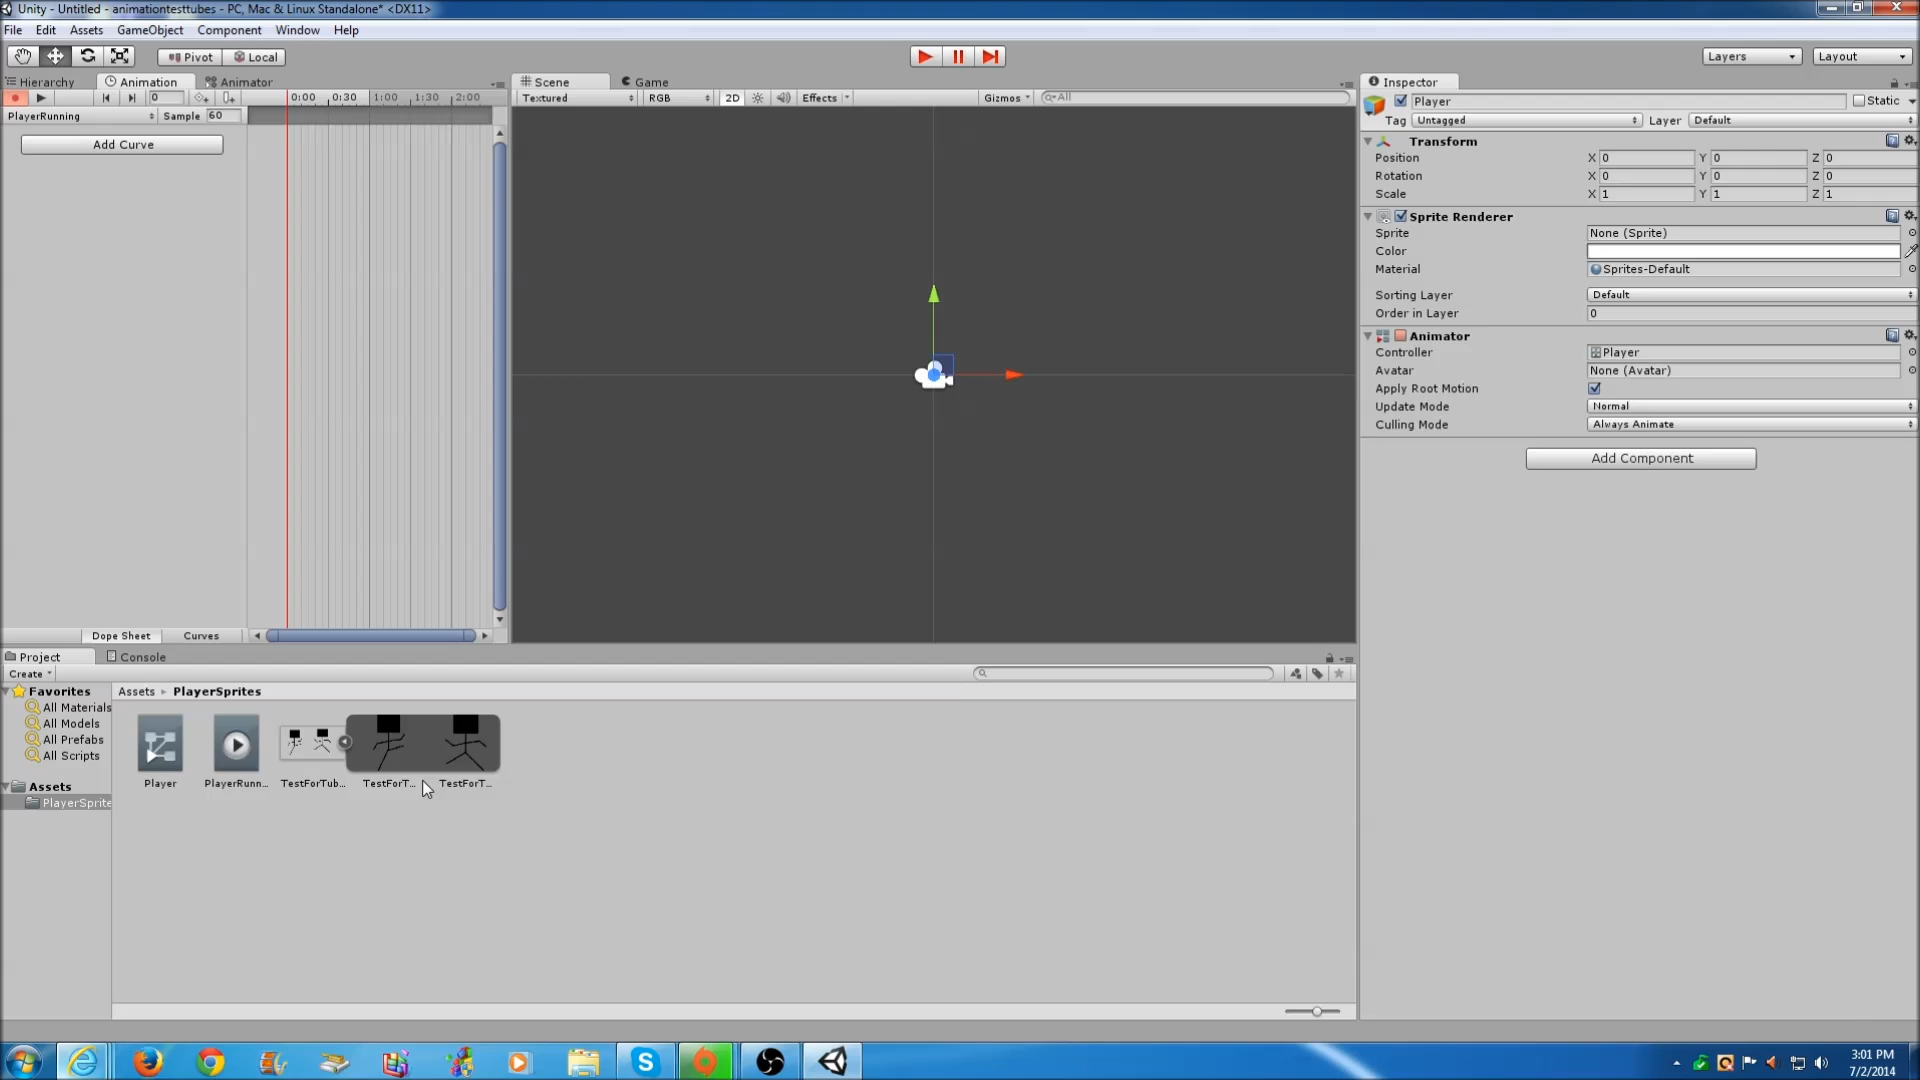 Unity - Untitled - animationtesttubes - PC, Mac & Linux Standalone* <DX11>
File Edit Assets GameObject Component Window Help
Pivot Local Layers Layout
Hierarchy Animation Animator
0 0:00 0:30 1:00 1:30 2:00
PlayerRunning Sample 60
Add Curve
Dope Sheet Curves
Scene Game
Textured RGB 2D Effects Gizmos All
Inspector
Player Static
Tag Untagged Layer Default
Transform
Position X 0 Y 0 Z 0
Rotation X 0 Y 0 Z 0
Scale X 1 Y 1 Z 1
Sprite Renderer
Sprite None (Sprite)
Color
Material Sprites-Default
Sorting Layer Default
Order in Layer 0
Animator
Controller Player
Avatar None (Avatar)
Apply Root Motion
Update Mode Normal
Culling Mode Always Animate
Add Component
Project Console
Create
Favorites
All Materials
All Models
All Prefabs
All Scripts
Assets
PlayerSprite
Assets PlayerSprites
Player PlayerRunn... TestForTub... TestForT... TestForT...
3:01 PM
7/2/2014